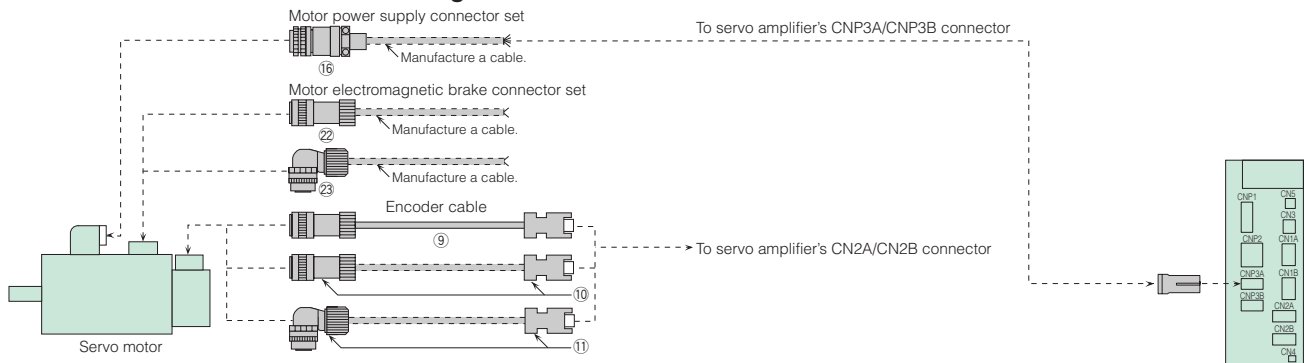 Motor power supply connector set
To servo amplifier's CNP3A/CNP3B connector
Manufacture a cable.
⑯
Motor electromagnetic brake connector set
Manufacture a cable.
㉒
Manufacture a cable.
㉓
Encoder cable
⑨
To servo amplifier's CN2A/CN2B connector
⑩
⑪
Servo motor
CNP1
CN5
CN3
CNP2
CN1A
CNP3A
CN1B
CNP3B
CN2A
CN2B
CN4